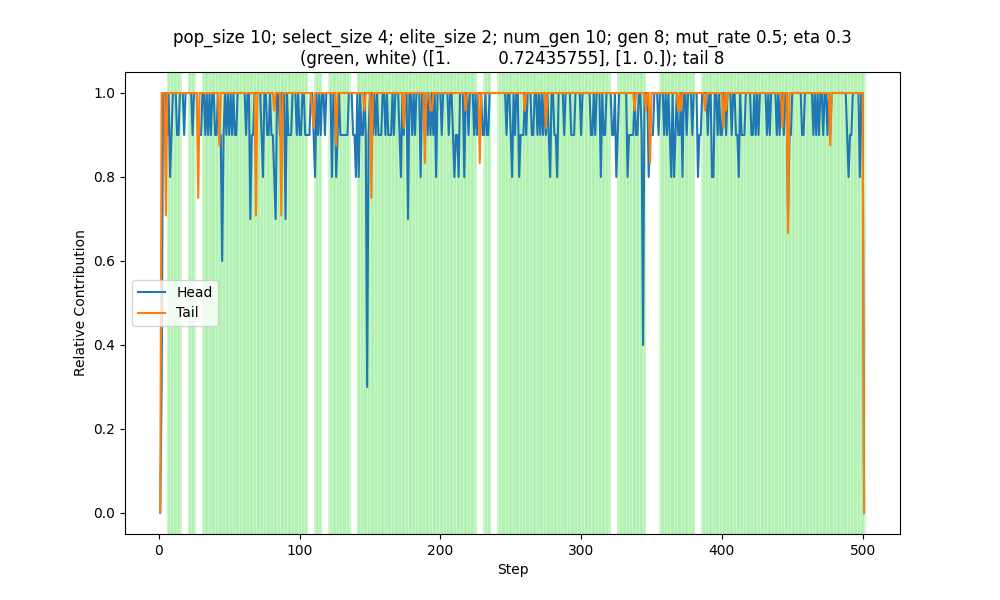 pop_size 10; select_size 4; elite_size 2; num_gen 10; gen 8; mut_rate 0.5; eta 0.3
(green, white) ([1. 0.72435755], [1. 0.]); tail 8
1.0
0.8
0.6
0.4
0.2
0.0
Relative Contribution
Head
Tail
0 100 200 300 400 500
Step